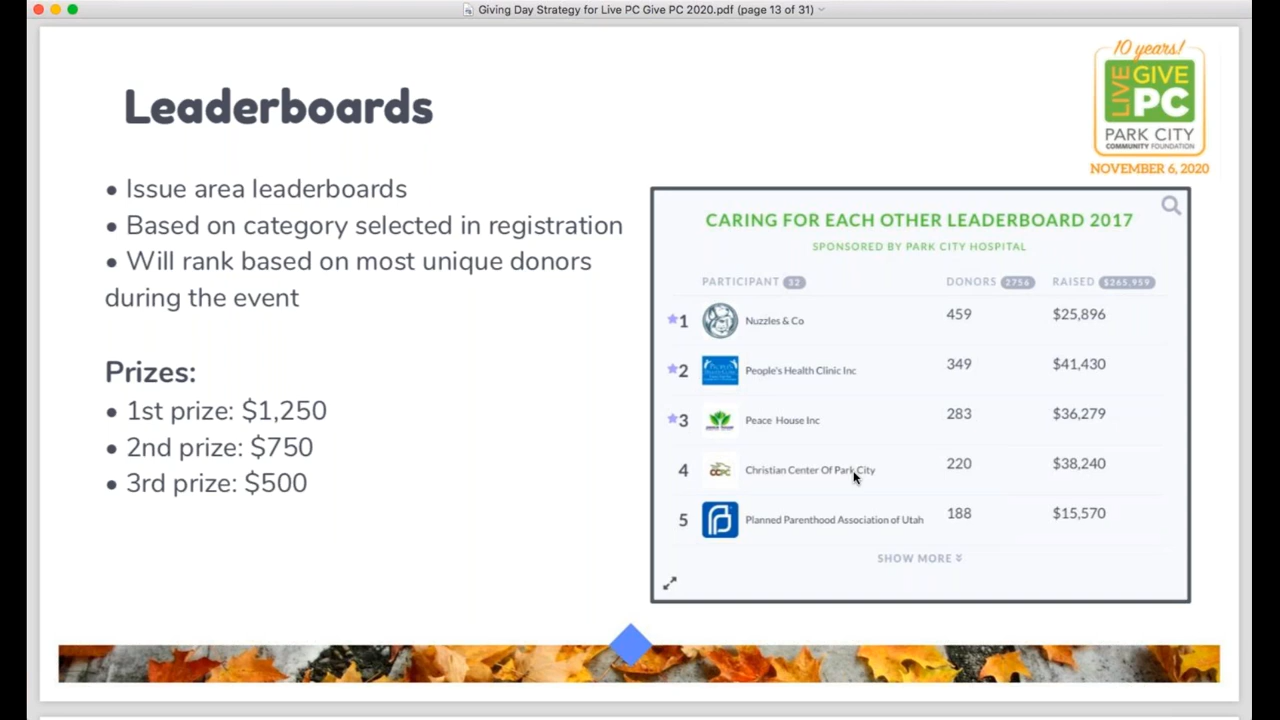 Giving Day Strategy for Live PC Give PC 2020.pdf (page 13 of 31)
10 years!
LIVE
GIVE
PC
PARK CITY
COMMUNITY FOUNDATION
NOVEMBER 6, 2020
Leaderboards
• Issue area leaderboards
• Based on category selected in registration
• Will rank based on most unique donors
during the event
Prizes:
• 1st prize: $1,250
• 2nd prize: $750
• 3rd prize: $500
CARING FOR EACH OTHER LEADERBOARD 2017
SPONSORED BY PARK CITY HOSPITAL
PARTICIPANT 32 DONORS 2756 RAISED $265,959
1 Nuzzles & Co 459 $25,896
2 People's Health Clinic Inc 349 $41,430
3 Peace House Inc 283 $36,279
4 CCPC Christian Center Of Park City 220 $38,240
5 Planned Parenthood Association of Utah 188 $15,570
SHOW MORE